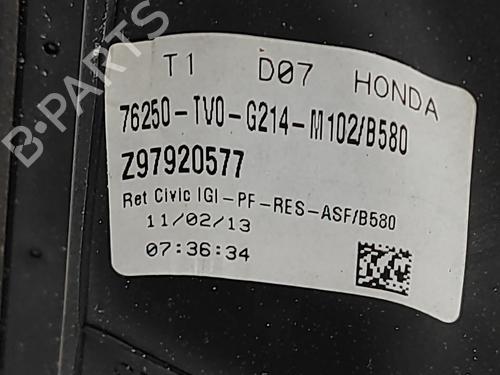 T1 D07 HONDA
76250-TV0-G214-M102/B580
Z97920577
Ret Civic IGI-PF-RES-ASF/B580
11/02/13
07:36:34
B-PARTS
B-PARTS